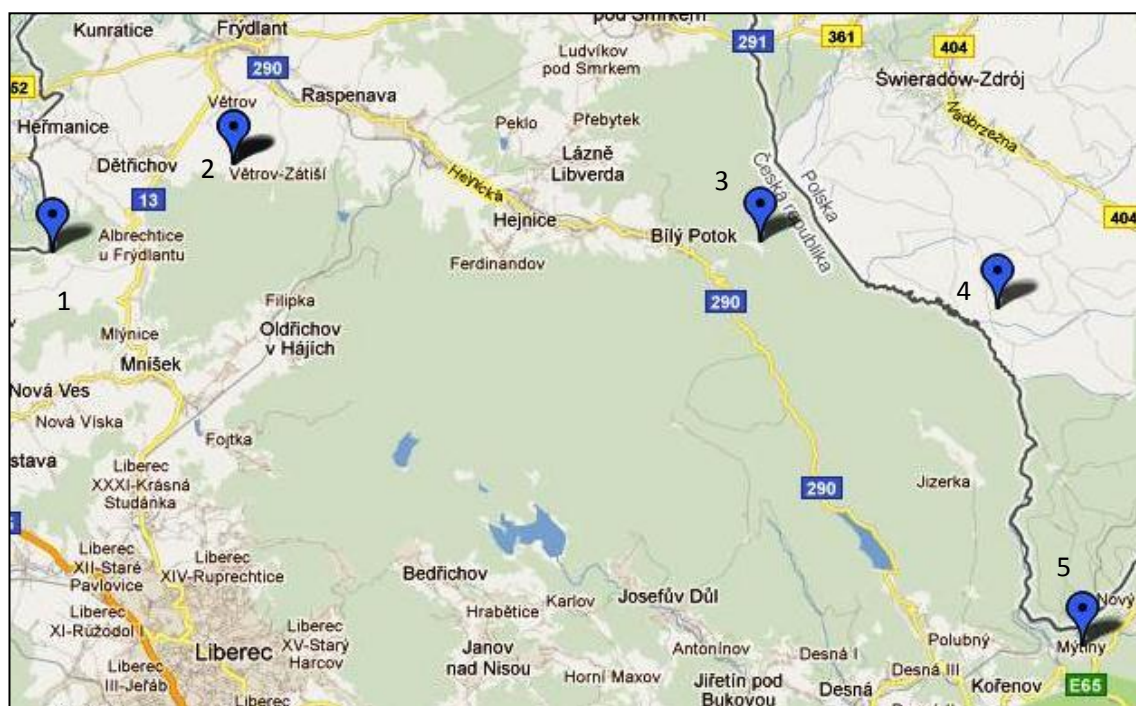 pod Smrkem
Kunratice
Frýdlant
291
361
404
290
Ludvíkov
pod Smrkem
Świeradów-Zdrój
Raspenava
Větrov
Heřmanice
Peklo
Přebytek
Nadbrzeżna
Dětřichov
2
Větrov-Zátiší
Lázně
Libverda
3
Česká republika
Polska
13
Hejnická
404
Hejnice
Bílý Potok
Albrechtice
u Frýdlantu
Ferdinandov
1
4
290
Filipka
Oldřichov
v Hájích
Mlýnice
Mníšek
Nová Ves
Nová Víska
Fojtka
stava
Liberec
XXXI-Krásná
Studánka
290
Jizerka
Liberec
XII-Staré
Pavlovice
Liberec
XIV-Ruprechtice
Bedřichov
5
Nový
Hrabětice
Karlov
Josefův Důl
Liberec
XI-Růžodol I
Liberec
XV-Starý
Harcov
Liberec
Janov
nad Nisou
Antonínov
Polubný
Mýtiny
Desná I
Desná III
Liberec
III-Jeřáb
Horní Maxov
Jiřetín pod
Bukovou
Desná
Kořenov
E65
Liberec